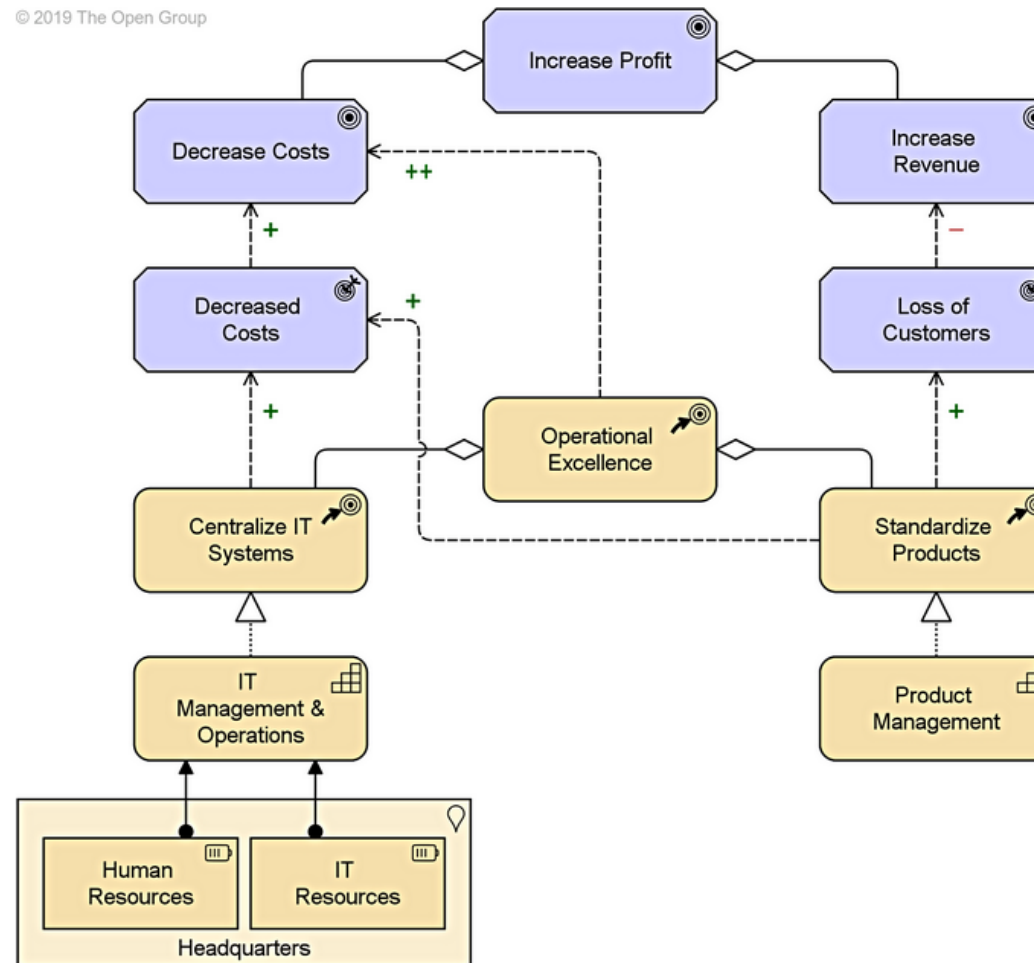 © 2019 The Open Group
Increase Profit
Decrease Costs
Increase
Revenue
++
+
−
Decreased
Costs
+
Loss of
Customers
+
+
Operational
Excellence
Centralize IT
Systems
Standardize
Products
IT
Management &
Operations
Product
Management
Human
Resources
IT
Resources
Headquarters